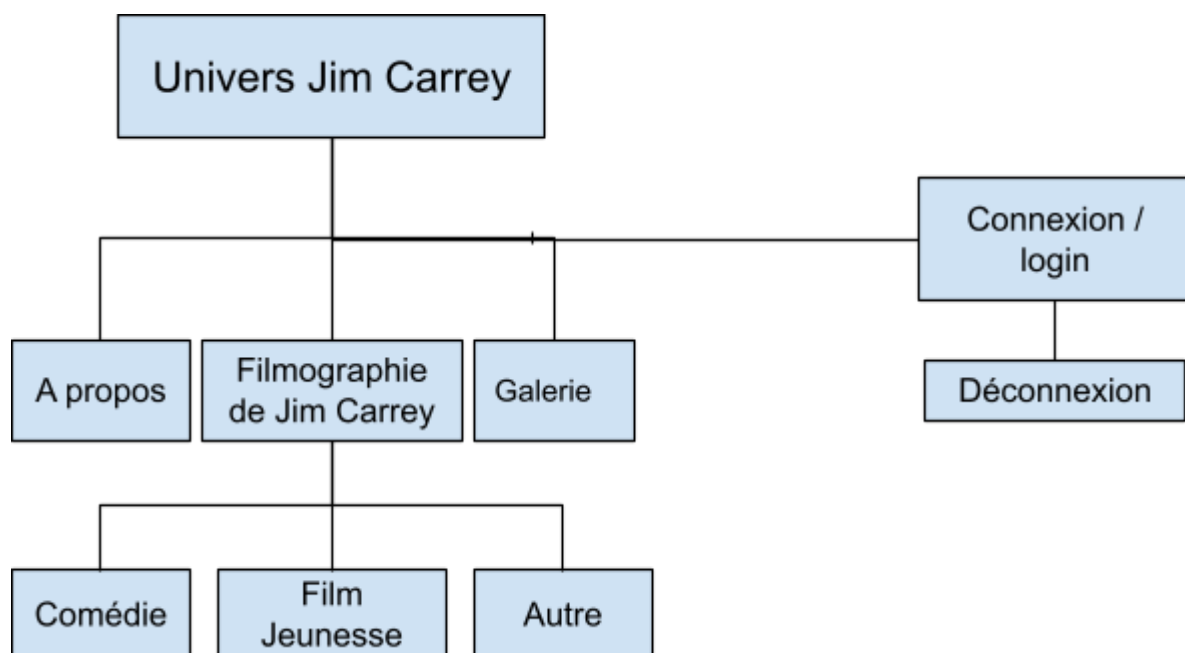 Univers Jim Carrey
Connexion /
login
A propos
Filmographie
de Jim Carrey
Galerie
Déconnexion
Comédie
Film
Jeunesse
Autre